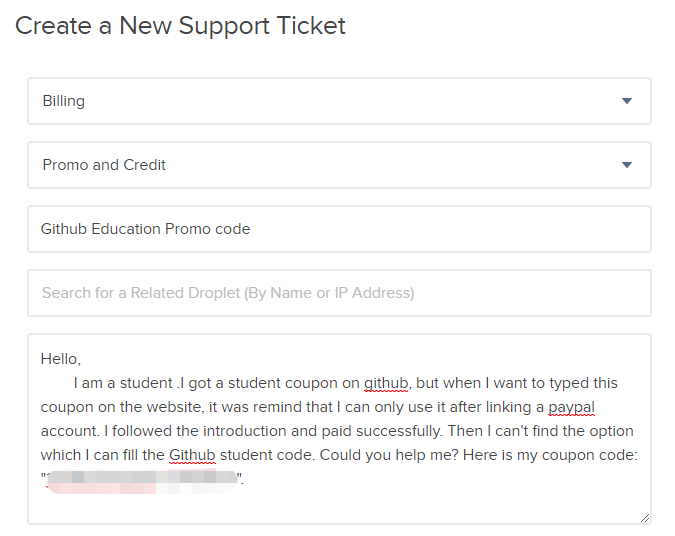 Create a New Support Ticket
Billing
Promo and Credit
Github Education Promo code
Search for a Related Droplet (By Name or IP Address)
Hello,
I am a student .I got a student coupon on github, but when I want to typed this
coupon on the website, it was remind that I can only use it after linking a paypal
account. I followed the introduction and paid successfully. Then I can't find the option
which I can fill the Github student code. Could you help me? Here is my coupon code:
"".